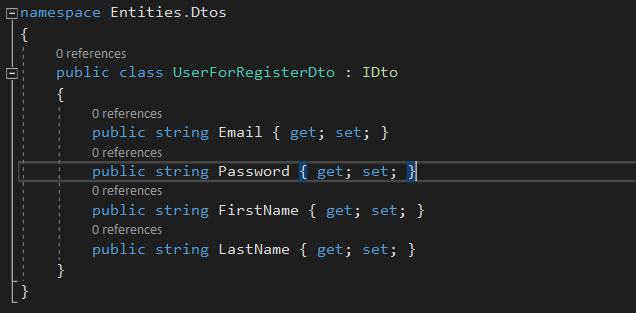 namespace Entities.Dtos
{
0 references
public class UserForRegisterDto : IDto
{
0 references
public string Email { get; set; }
0 references
public string Password { get; set; }
0 references
public string FirstName { get; set; }
0 references
public string LastName { get; set; }
}
}